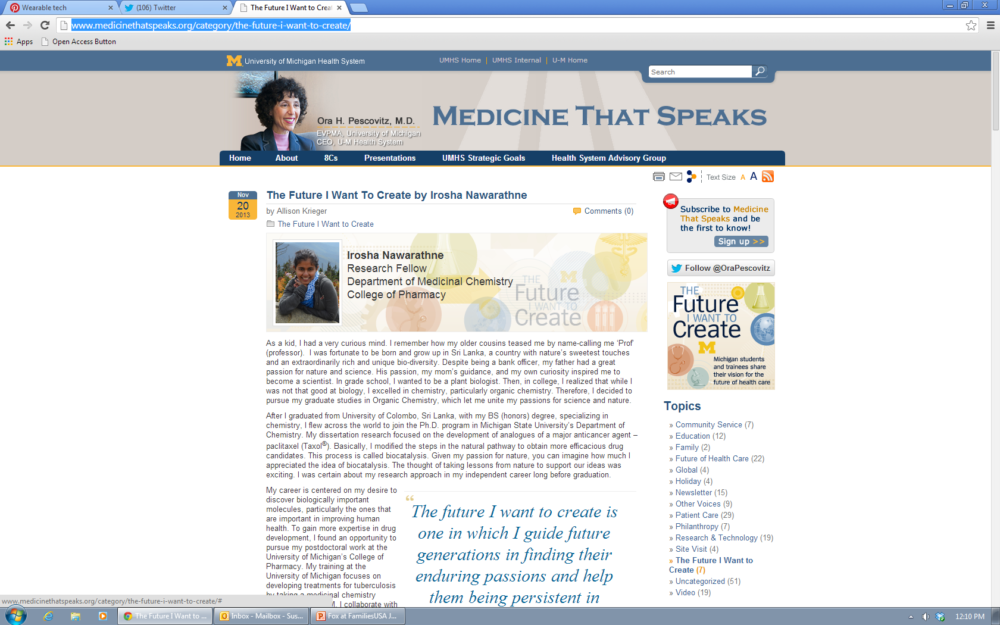 Wearable tech
(106) Twitter
The Future I Want to Crea
www.medicinethatspeaks.org/category/the-future-i-want-to-create/
Apps
Open Access Button
M University of Michigan Health System
UMHS Home | UMHS Internal | U-M Home
Search
Ora H. Pescovitz, M.D.
EVPMA, University of Michigan
CEO, U-M Health System
MEDICINE THAT SPEAKS
Home About 8Cs Presentations UMHS Strategic Goals Health System Advisory Group
Text Size A A
Nov
20
2013
The Future I Want To Create by Irosha Nawarathne
by Allison Krieger
Comments (0)
The Future I Want to Create
Irosha Nawarathne
Research Fellow
Department of Medicinal Chemistry
College of Pharmacy
M
THE
Future
I WANT TO
Create
As a kid, I had a very curious mind. I remember how my older cousins teased me by name-calling me ‘Prof’
(professor).  I was fortunate to be born and grow up in Sri Lanka, a country with nature’s sweetest touches
and an extraordinarily rich and unique bio-diversity. Despite being a bank officer, my father had a great
passion for nature and science. His passion, my mom’s guidance, and my own curiosity inspired me to
become a scientist. In grade school, I wanted to be a plant biologist. Then, in college, I realized that while I
was not that good at biology, I excelled in chemistry, particularly organic chemistry. Therefore, I decided to
pursue my graduate studies in Organic Chemistry, which let me unite my passions for science and nature.
After I graduated from University of Colombo, Sri Lanka, with my BS (honors) degree, specializing in
chemistry, I flew across the world to join the Ph.D. program in Michigan State University’s Department of
Chemistry. My dissertation research focused on the development of analogues of a major anticancer agent –
paclitaxel (Taxol®). Basically, I modified the steps in the natural pathway to obtain more efficacious drug
candidates. This process is called biocatalysis. Given my passion for nature, you can imagine how much I
appreciated the idea of biocatalysis. The thought of taking lessons from nature to support our ideas was
exciting. I was certain about my research approach in my independent career long before graduation.
My career is centered on my desire to
discover biologically important
molecules, particularly the ones that
are important in improving human
health. To gain more expertise in drug
development, I found an opportunity to
pursue my postdoctoral work at the
University of Michigan’s College of
Pharmacy. My training at the
University of Michigan focuses on
developing treatments for tuberculosis
by taking a medicinal chemistry
I collaborate with
“
The future I want to create is
one in which I guide future
generations in finding their
enduring passions and help
them being persistent in
Subscribe to Medicine
That Speaks and be
the first to know!
Sign up >>
Follow @OraPescovitz
THE
Future
I WANT TO
Create
M
Michigan students
and trainees share
their vision for the
future of health care
Topics
» Community Service (7)
» Education (12)
» Family (2)
» Future of Health Care (22)
» Global (4)
» Holiday (4)
» Newsletter (15)
» Other Voices (9)
» Patient Care (29)
» Philanthropy (7)
» Research & Technology (19)
» Site Visit (4)
» The Future I Want to
Create (7)
» Uncategorized (51)
» Video (19)
www.medicinethatspeaks.org/category/the-future-i-want-to-create/#
The Future I Want to ...
Inbox - Mailbox - Sus...
Fox at FamiliesUSA J...
12:10 PM